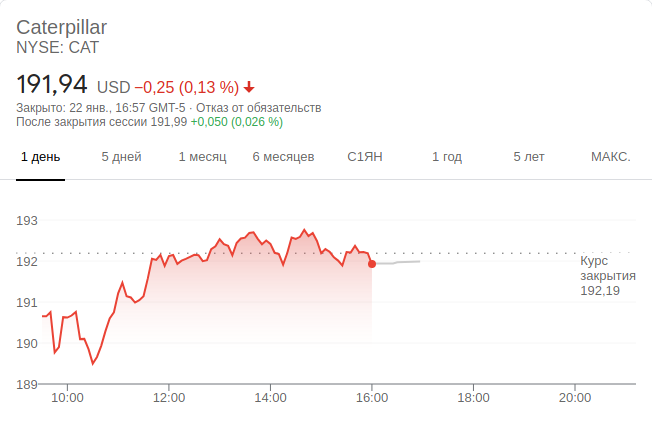 Caterpillar
NYSE: CAT
191,94 USD −0,25 (0,13 %)
Закрыто: 22 янв., 16:57 GMT-5 · Отказ от обязательств
После закрытия сессии 191,99 +0,050 (0,026 %)
1 день 5 дней 1 месяц 6 месяцев С1ЯН 1 год 5 лет МАКС.
193
192
191
190
189
Курс
закрытия
192,19
10:00 12:00 14:00 16:00 18:00 20:00